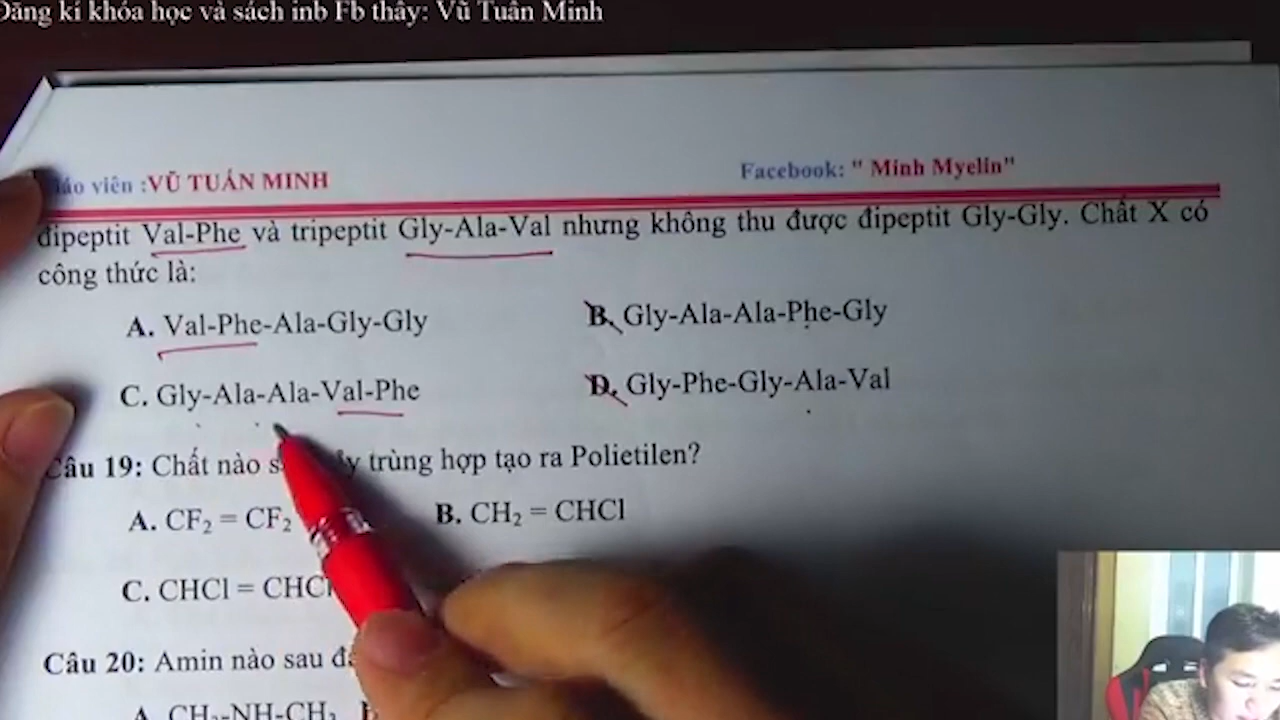 Đăng kí khóa học và sách inb Fb thầy: Vũ Tuấn Minh
viên :VŨ TUẤN MINH
Facebook: " Minh Myelin"
đipeptit Val-Phe và tripeptit Gly-Ala-Val nhưng không thu được đipeptit Gly-Gly. Chất X có
công thức là:
A. Val-Phe-Ala-Gly-Gly
B. Gly-Ala-Ala-Phe-Gly
C. Gly-Ala-Ala-Val-Phe
D. Gly-Phe-Gly-Ala-Val
Câu 19: Chất nào trùng hợp tạo ra Polietilen?
A. CF₂ = CF₂
B. CH₂ = CHCl
C. CHCl = CHCl
Câu 20: Amin nào sau
A. CH₃-NH-CH₃